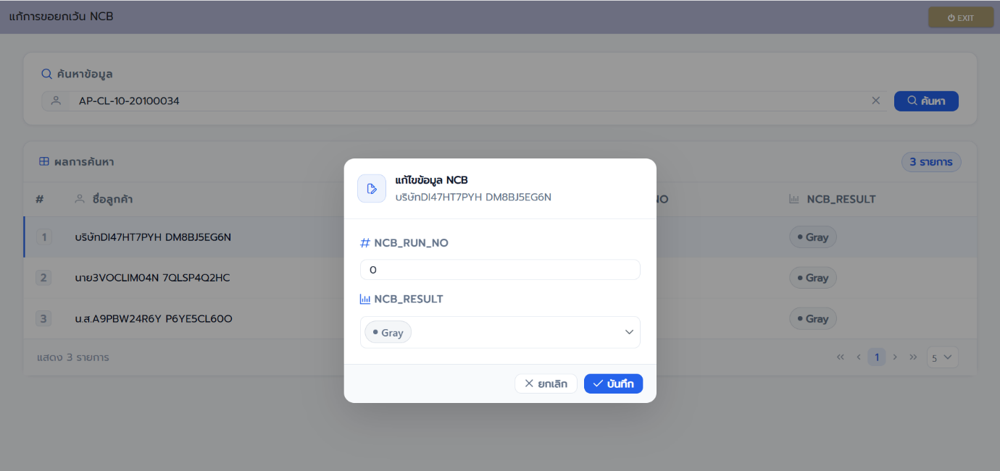 แก้การขอยกเว้น NCB
EXIT
ค้นหาข้อมูล
AP-CL-10-20100034
ค้นหา
ผลการค้นหา
3 รายการ
# ชื่อลูกค้า NCB_RESULT
1 บริษัทDI47HT7PYH DM8BJ5EG6N Gray
2 นาย3VOCLIM04N 7QLSP4Q2HC Gray
3 น.ส.A9PBW24R6Y P6YE5CL60O Gray
แสดง 3 รายการ
« ‹ 1 › » 5
แก้ไขข้อมูล NCB
บริษัทDI47HT7PYH DM8BJ5EG6N
# NCB_RUN_NO
0
NCB_RESULT
Gray
ยกเลิก
บันทึก